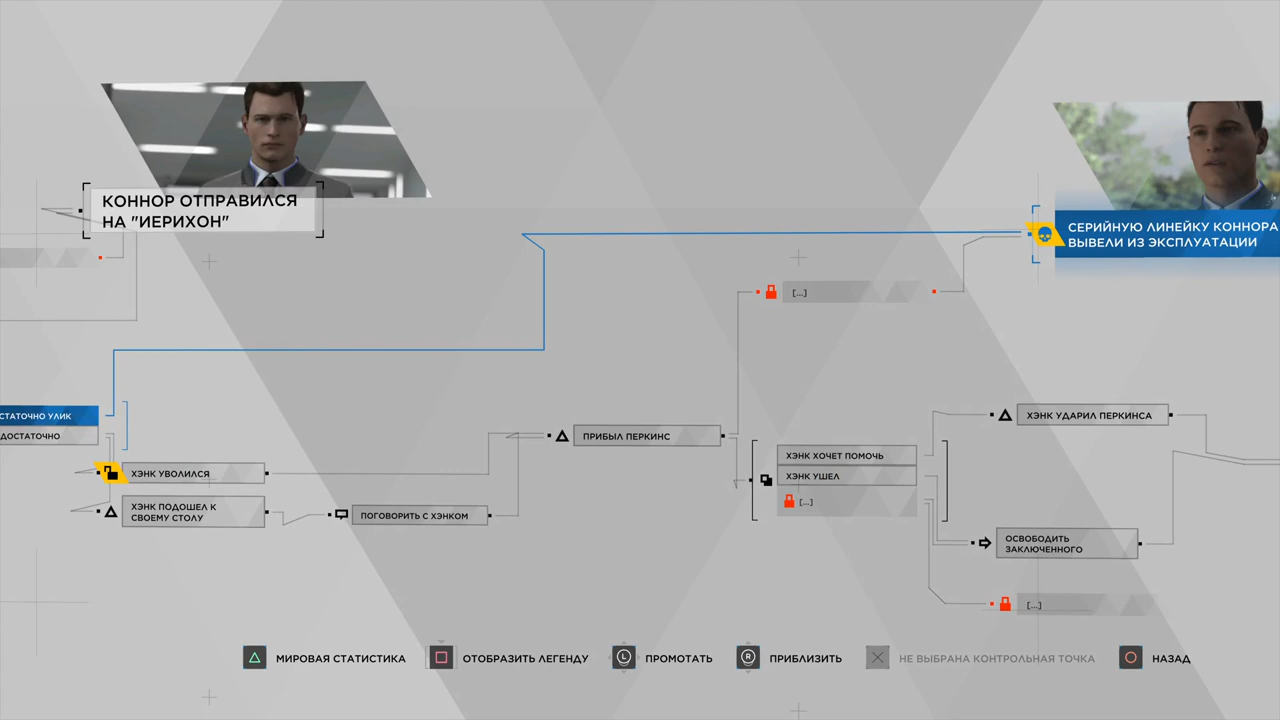 КОННОР ОТПРАВИЛСЯ
НА "ИЕРИХОН"
СЕРИЙНУЮ ЛИНЕЙКУ КОННОРА
ВЫВЕЛИ ИЗ ЭКСПЛУАТАЦИИ
[...]
СТАТОЧНО УЛИК
ДОСТАТОЧНО
ХЭНК УВОЛИЛСЯ
ХЭНК ПОДОШЕЛ К
СВОЕМУ СТОЛУ
ПОГОВОРИТЬ С ХЭНКОМ
ПРИБЫЛ ПЕРКИНС
ХЭНК ХОЧЕТ ПОМОЧЬ
ХЭНК УШЕЛ
[...]
ХЭНК УДАРИЛ ПЕРКИНСА
ОСВОБОДИТЬ
ЗАКЛЮЧЕННОГО
[...]
МИРОВАЯ СТАТИСТИКА
ОТОБРАЗИТЬ ЛЕГЕНДУ
L
ПРОМОТАТЬ
R
ПРИБЛИЗИТЬ
НЕ ВЫБРАНА КОНТРОЛЬНАЯ ТОЧКА
НАЗАД